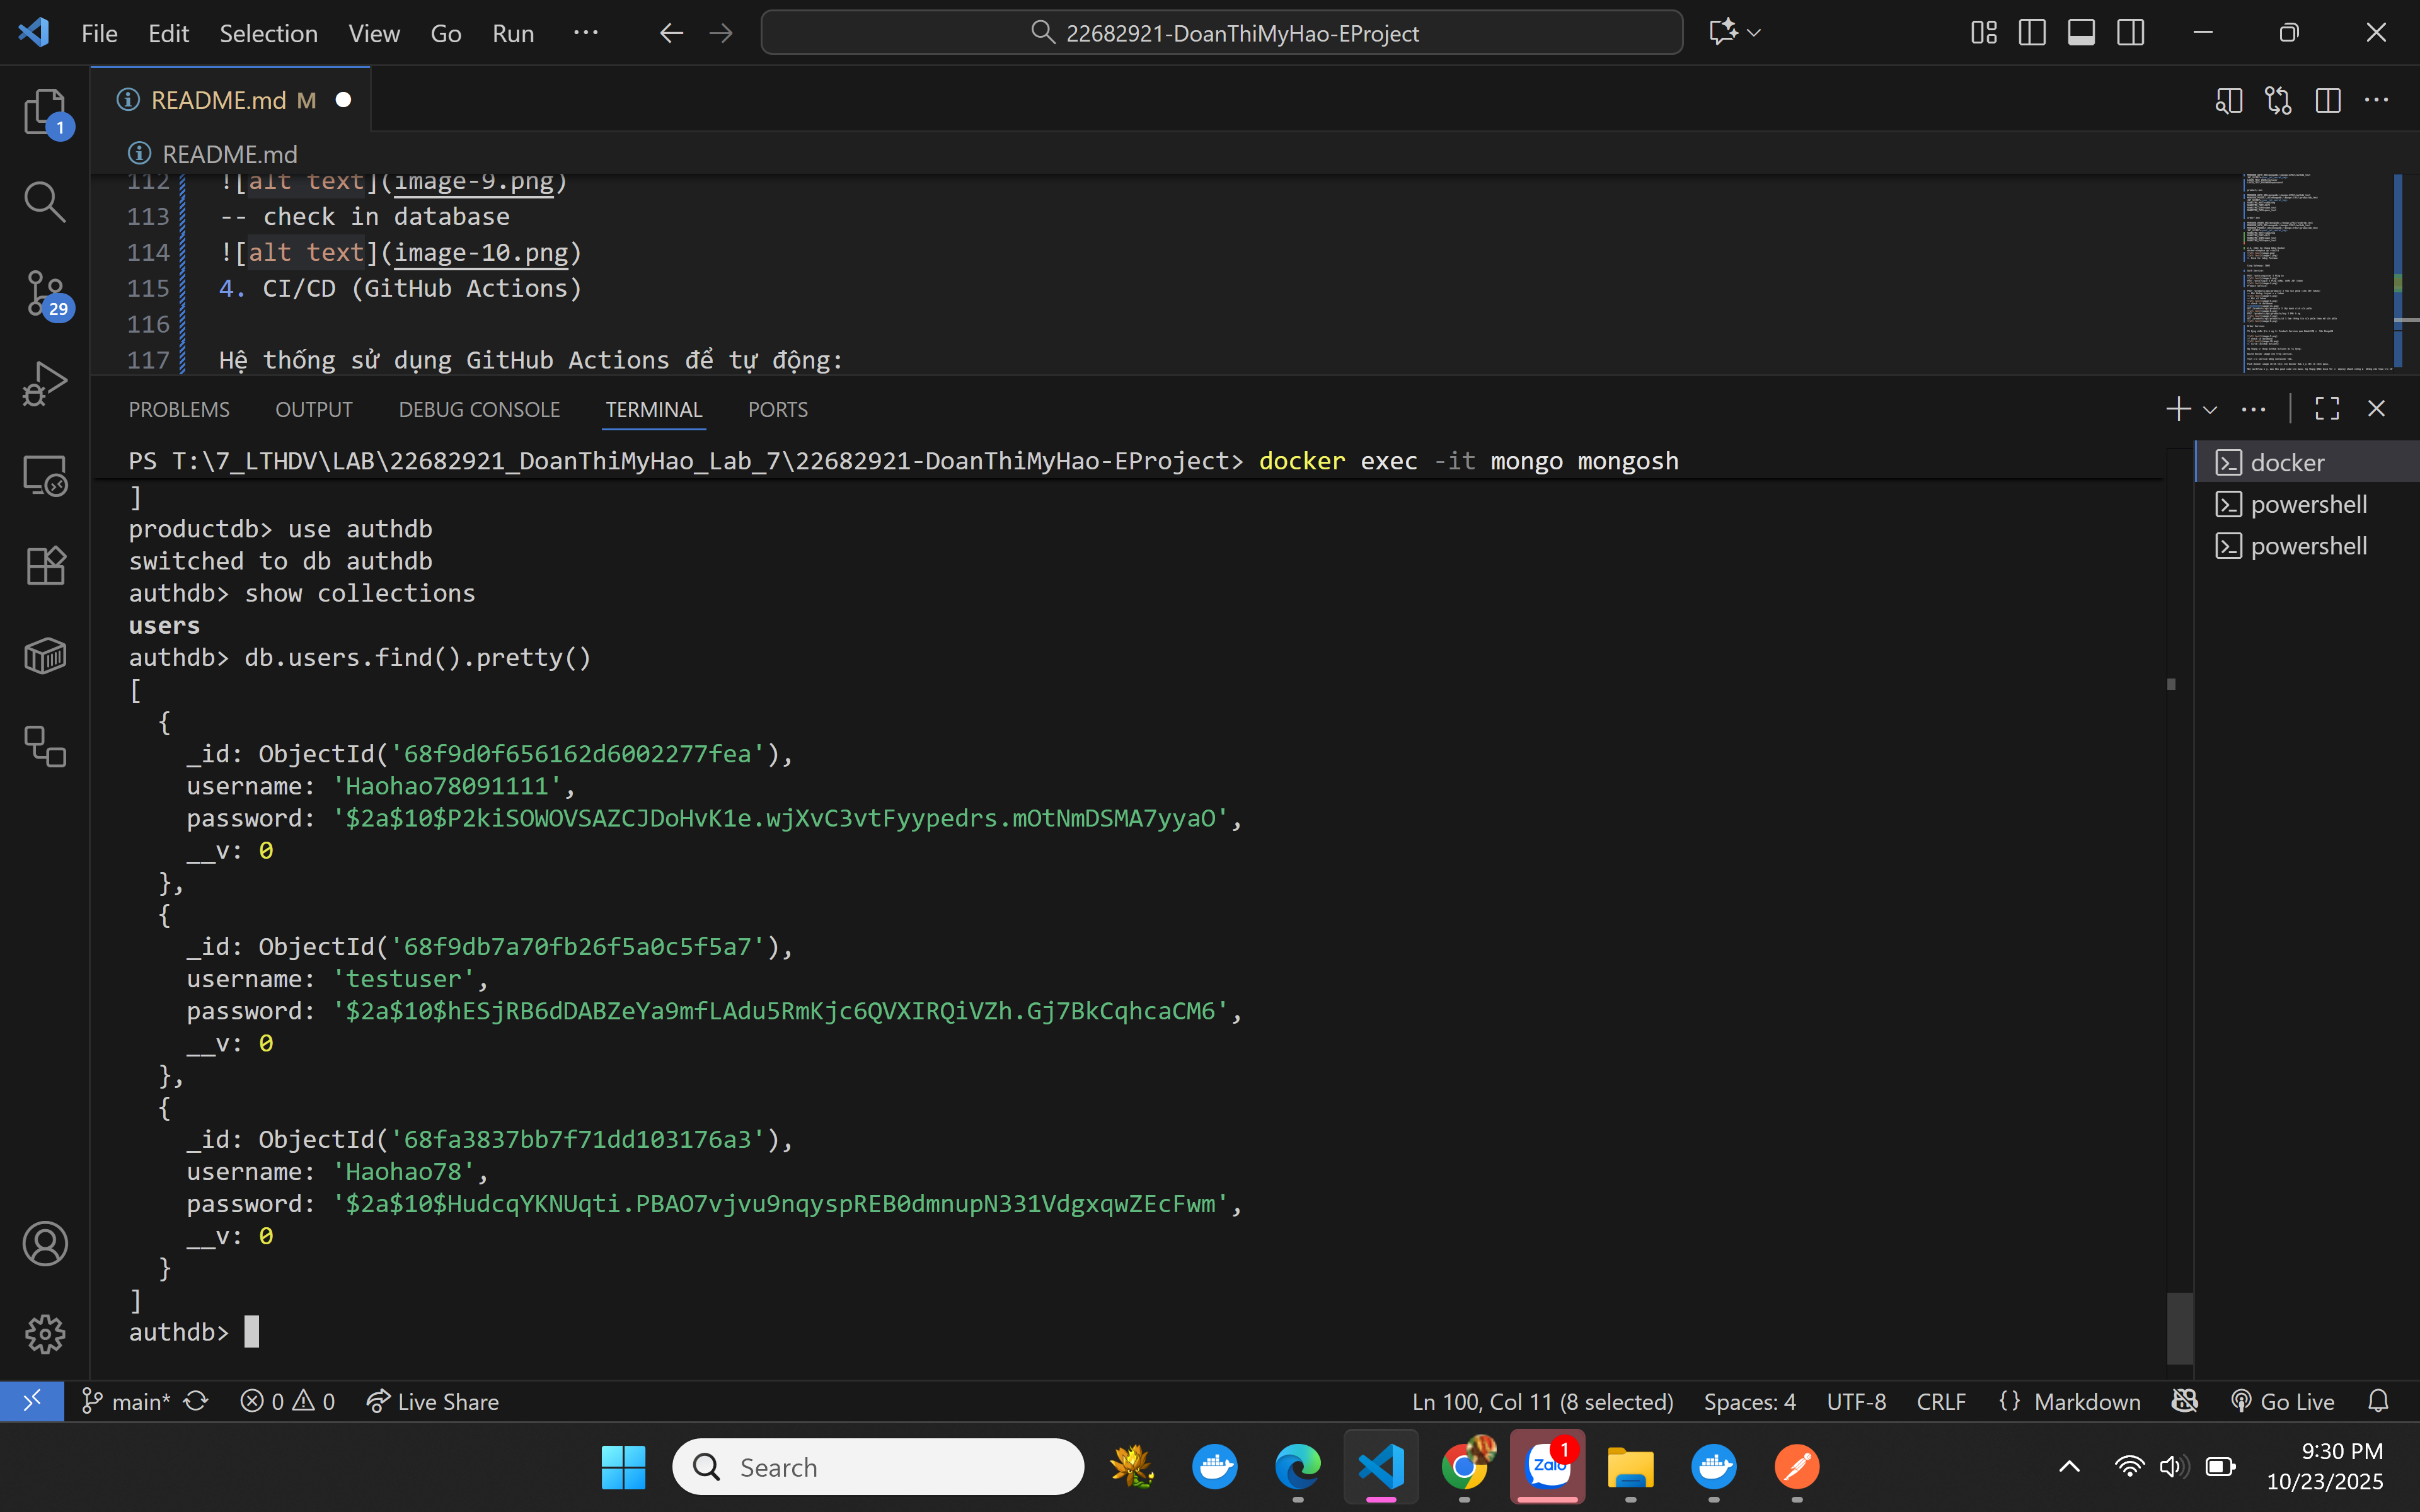 File Edit Selection View Go Run ···
22682921-DoanThiMyHao-EProject
README.md M
1
README.md
112 ![alt text](image-9.png)
113 -- check in database
114 ![alt text](image-10.png)
115 4. CI/CD (GitHub Actions)
116
117 Hệ thống sử dụng GitHub Actions để tự động:
29
PROBLEMS OUTPUT DEBUG CONSOLE TERMINAL PORTS
PS T:\7_LTHDV\LAB\22682921_DoanThiMyHao_Lab_7\22682921-DoanThiMyHao-EProject> docker exec -it mongo mongosh
]
productdb> use authdb
switched to db authdb
authdb> show collections
users
authdb> db.users.find().pretty()
[
{
_id: ObjectId('68f9d0f656162d6002277fea'),
username: 'Haohao78091111',
password: '$2a$10$P2kiSOWOVSAZCJDoHvK1e.wjXvC3vtFyypedrs.mOtNmDSMA7yyaO',
__v: 0
},
{
_id: ObjectId('68f9db7a70fb26f5a0c5f5a7'),
username: 'testuser',
password: '$2a$10$hESjRB6dDABZeYa9mfLAdu5RmKjc6QVXIRQiVZh.Gj7BkCqhcaCM6',
__v: 0
},
{
_id: ObjectId('68fa3837bb7f71dd103176a3'),
username: 'Haohao78',
password: '$2a$10$HudcqYKNUqti.PBAO7vjvu9nqyspREB0dmnupN331VdgxqwZEcFwm',
__v: 0
}
]
authdb>
docker
powershell
powershell
main* 0 0 Live Share
Ln 100, Col 11 (8 selected) Spaces: 4 UTF-8 CRLF {} Markdown Go Live
Search
Zalo
1
9:30 PM
10/23/2025